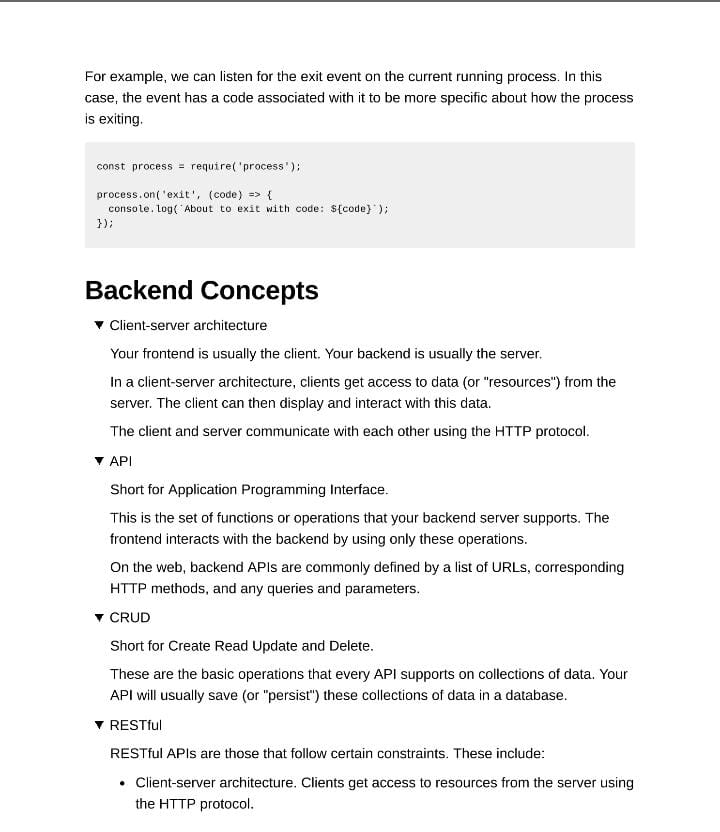 For example, we can listen for the exit event on the current running process. In this
case, the event has a code associated with it to be more specific about how the process
is exiting.
const process = require('process');
process.on('exit', (code) => {
  console.log(`About to exit with code: ${code}`);
});
Backend Concepts
▼ Client-server architecture
Your frontend is usually the client. Your backend is usually the server.
In a client-server architecture, clients get access to data (or "resources") from the
server. The client can then display and interact with this data.
The client and server communicate with each other using the HTTP protocol.
▼ API
Short for Application Programming Interface.
This is the set of functions or operations that your backend server supports. The
frontend interacts with the backend by using only these operations.
On the web, backend APIs are commonly defined by a list of URLs, corresponding
HTTP methods, and any queries and parameters.
▼ CRUD
Short for Create Read Update and Delete.
These are the basic operations that every API supports on collections of data. Your
API will usually save (or "persist") these collections of data in a database.
▼ RESTful
RESTful APIs are those that follow certain constraints. These include:
• Client-server architecture. Clients get access to resources from the server using
the HTTP protocol.